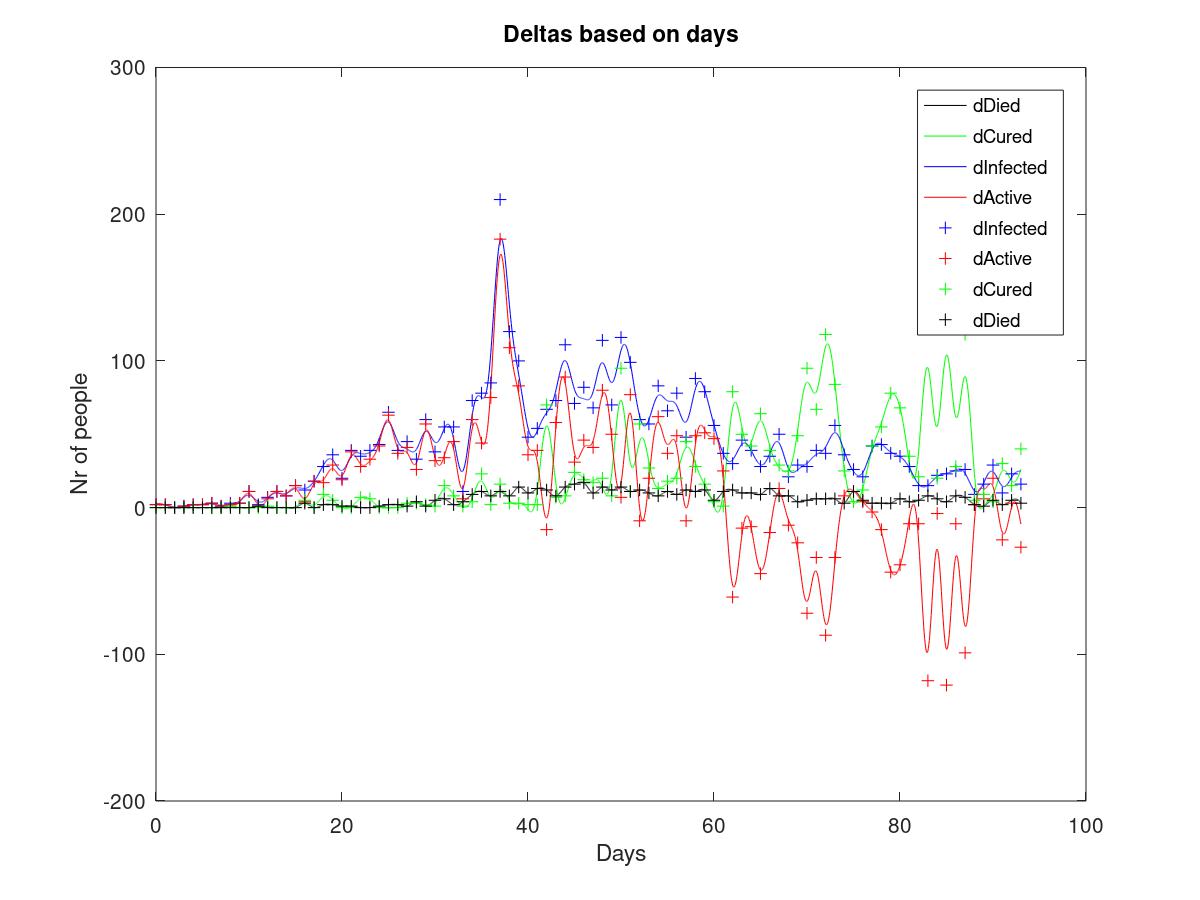 Deltas based on days
300
200
100
0
-100
-200
Nr of people
0 20 40 60 80 100
Days
dDied
dCured
dInfected
dActive
dInfected
dActive
dCured
dDied